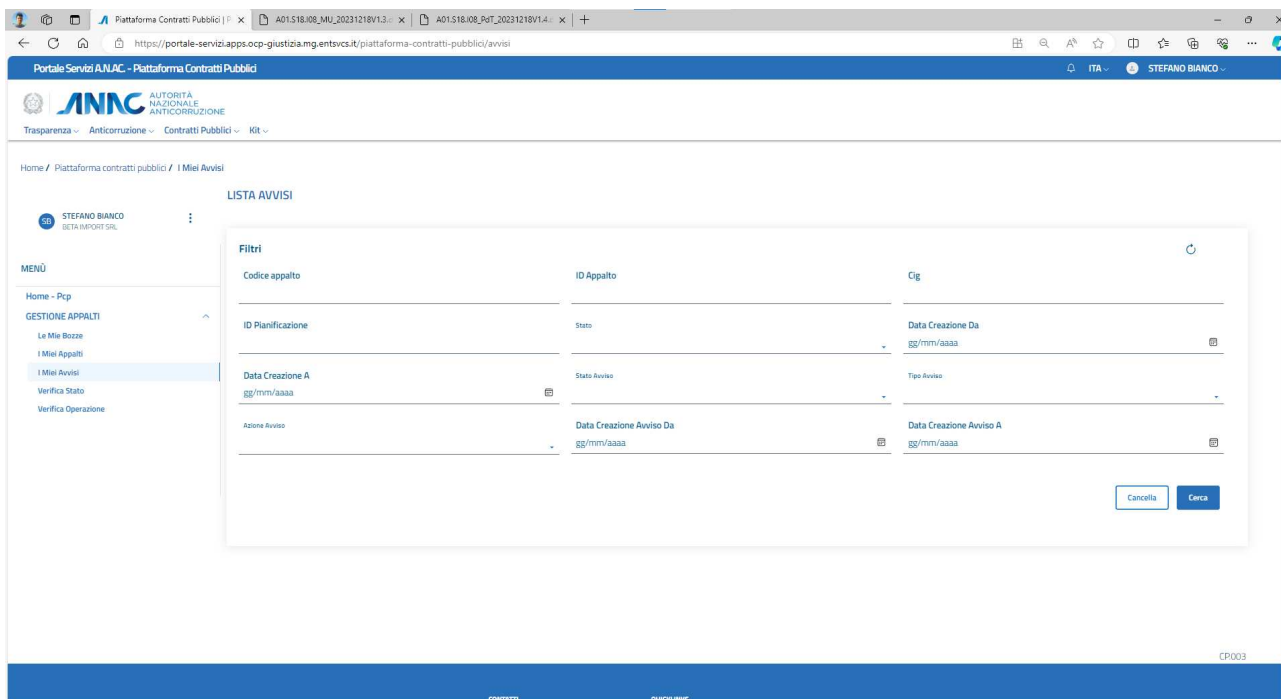 Piattaforma Contratti Pubblici | P
A01.S18.I08_MU_20231218V1.3.
A01.S18.I08_PdT_20231218V1.4.
https://portale-servizi.apps.ocp-giustizia.mg.entsvcs.it/piattaforma-contratti-pubblici/avvisi
Portale Servizi A.N.AC. - Piattaforma Contratti Pubblici
ITA
STEFANO BIANCO
ANAC
AUTORITÀ
NAZIONALE
ANTICORRUZIONE
Trasparenza Anticorruzione Contratti Pubblici Kit
Home / Piattaforma contratti pubblici / I Miei Avvisi
LISTA AVVISI
SB
STEFANO BIANCO
BETA IMPORT SRL
MENÙ
Home - Pcp
GESTIONE APPALTI
Le Mie Bozze
I Miei Appalti
I Miei Avvisi
Verifica Stato
Verifica Operazione
Filtri
Codice appalto
ID Appalto
Cig
ID Pianificazione
Stato
Data Creazione Da
gg/mm/aaaa
Data Creazione A
gg/mm/aaaa
Stato Avviso
Tipo Avviso
Azione Avviso
Data Creazione Avviso Da
gg/mm/aaaa
Data Creazione Avviso A
gg/mm/aaaa
Cancella
Cerca
CP.003